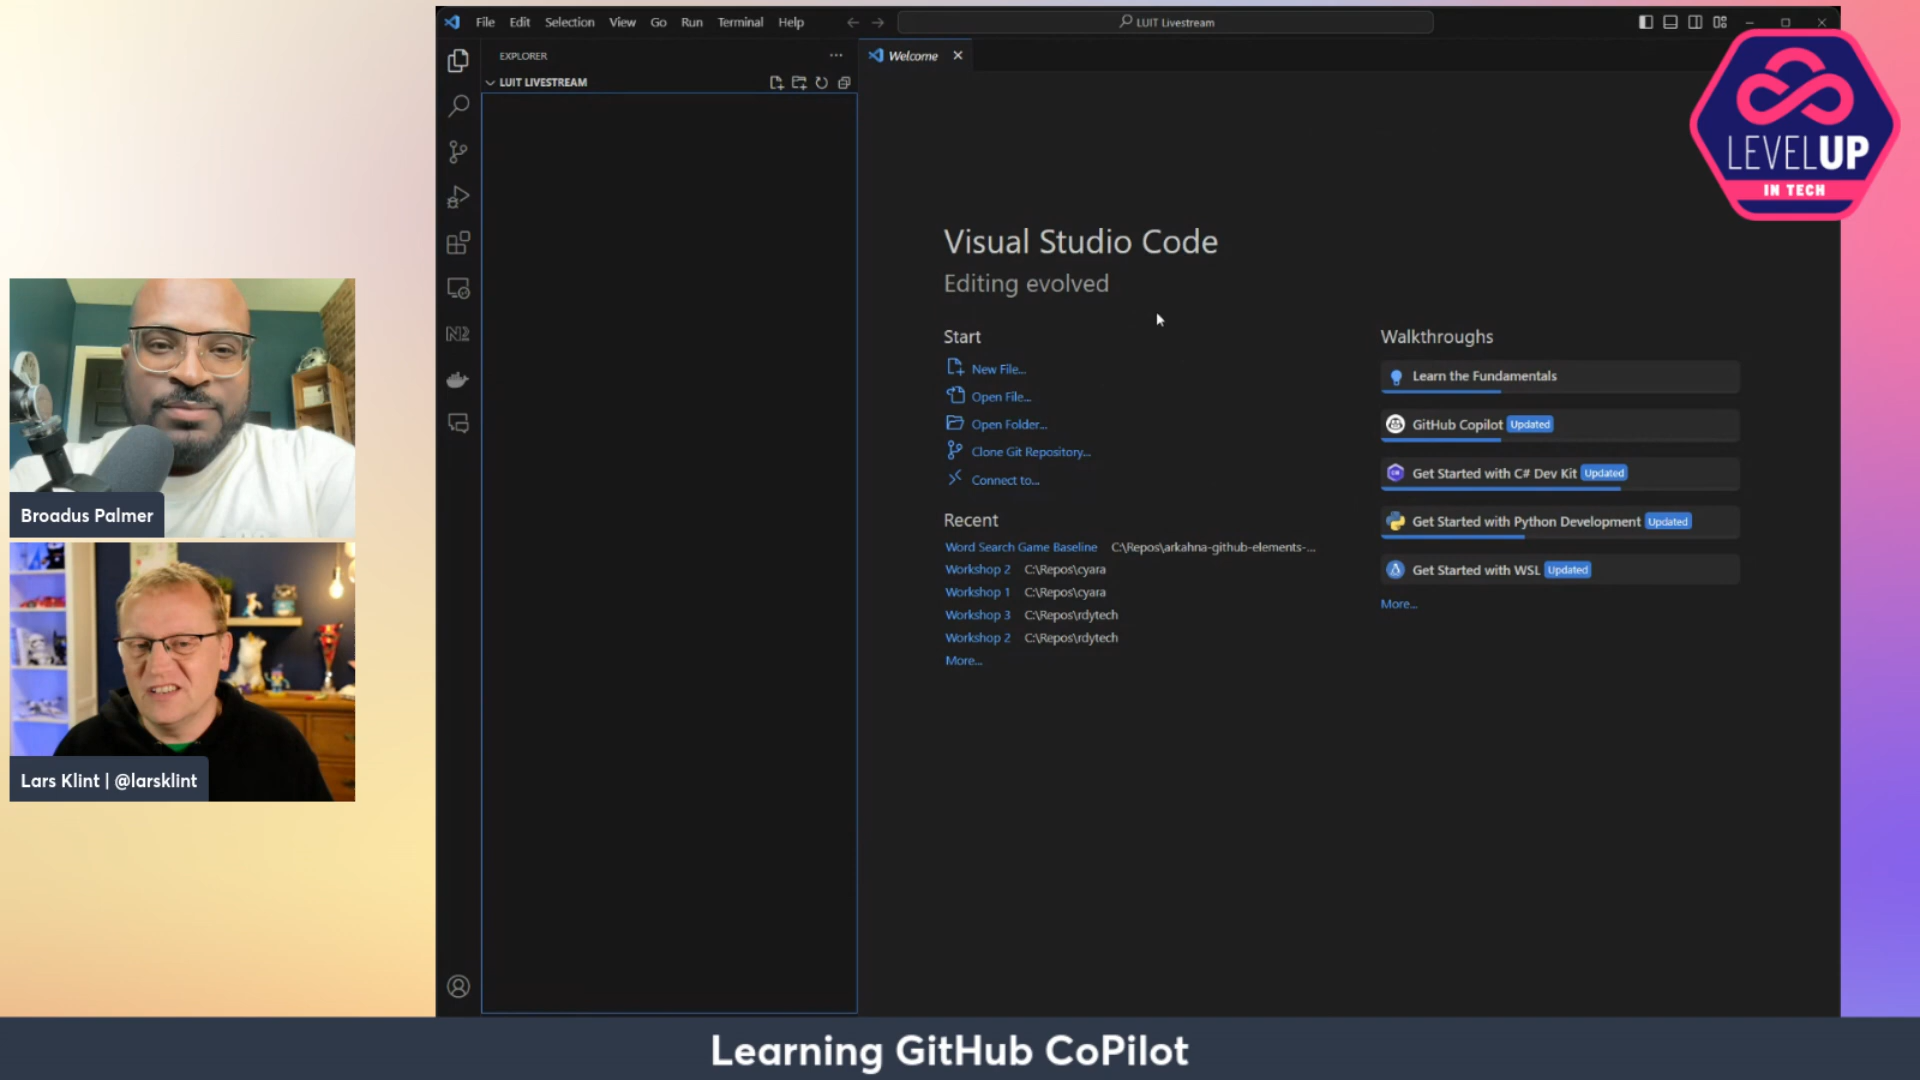 File Edit Selection View Go Run Terminal Help
LUIT Livestream
EXPLORER
LUIT LIVESTREAM
Welcome
LEVELUP
IN TECH
Visual Studio Code
Editing evolved
Start
New File...
Open File...
Open Folder...
Clone Git Repository...
Connect to...
Recent
Word Search Game Baseline C:\Repos\arkahna-github-elements-...
Workshop 2 C:\Repos\cyara
Workshop 1 C:\Repos\cyara
Workshop 3 C:\Repos\rdytech
Workshop 2 C:\Repos\rdytech
More...
Walkthroughs
Learn the Fundamentals
GitHub Copilot Updated
Get Started with C# Dev Kit Updated
Get Started with Python Development Updated
Get Started with WSL Updated
More...
Broadus Palmer
Lars Klint | @larsklint
Learning GitHub CoPilot